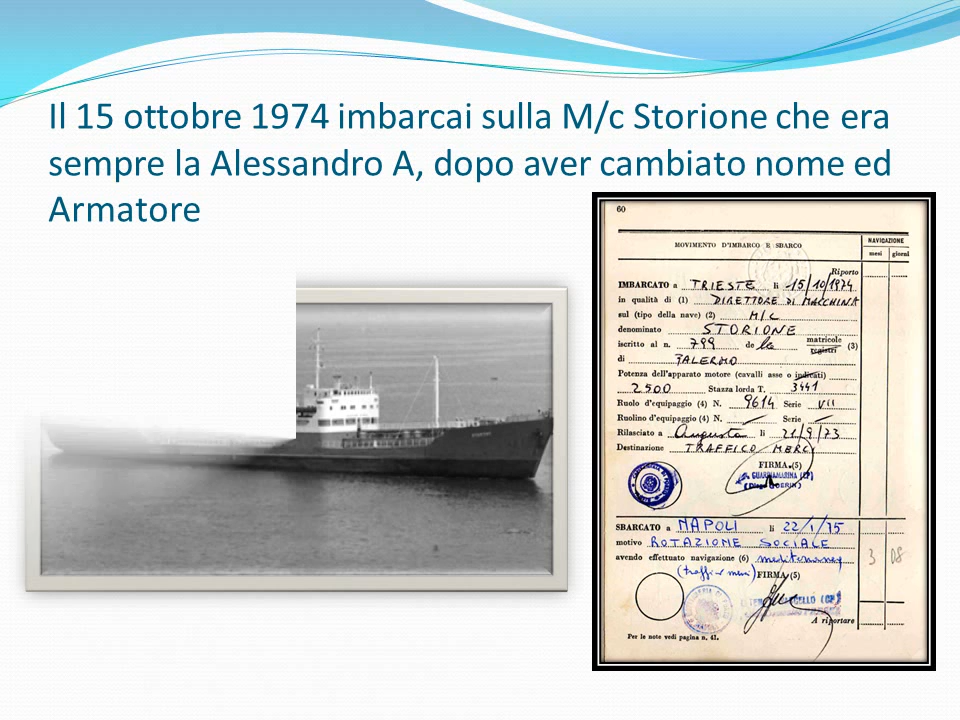 Il 15 ottobre 1974 imbarcai sulla M/c Storione che era
sempre la Alessandro A, dopo aver cambiato nome ed
Armatore
60
MOVIMENTO D'IMBARCO E SBARCO
NAVIGAZIONE
mesi giorni
Riporto
IMBARCATO a TRIESTE li 15/10/1974
in qualità di (1) DIRETTORE DI MACCHINA
sul (tipo della nave) (2) M/C
denominato STORIONE
iscritto al n. 799 de le matricole
registri (3)
di PALERMO
Potenza dell'apparato motore (cavalli asse o indicati)
2500 Stazza lorda T. 3441
Ruolo d'equipaggio (4) N. 9614 Serie VII
Ruolino d'equipaggio (4) N. — Serie —
Rilasciato a Augusta li 21/9/73
Destinazione TRAFFICO MERCI
FIRMA (5)
GUARDIAMARINA (CP)
SBARCATO a NAPOLI li 22/1/75
motivo ROTAZIONE SOCIALE
avendo effettuato navigazione (6) 3 08
FIRMA (5)
A riportare
Per le note vedi pagina n. 41.